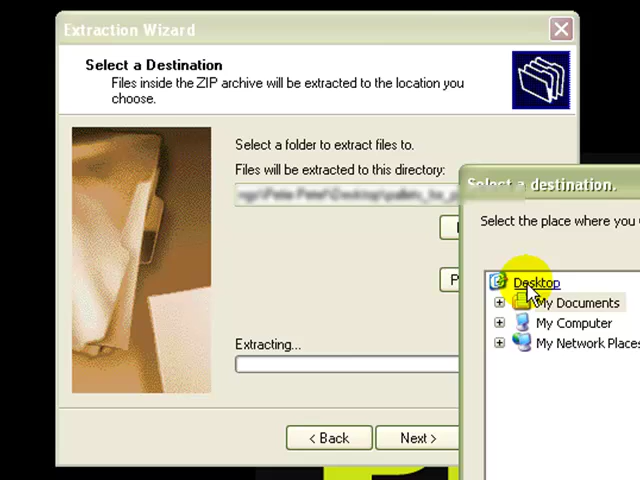 Extraction Wizard
Select a Destination
Files inside the ZIP archive will be extracted to the location you
choose.
Select a folder to extract files to.
Files will be extracted to this directory:
Select a destination.
Select the place where you
Desktop
My Documents
My Computer
My Network Places
Extracting...
< Back
Next >